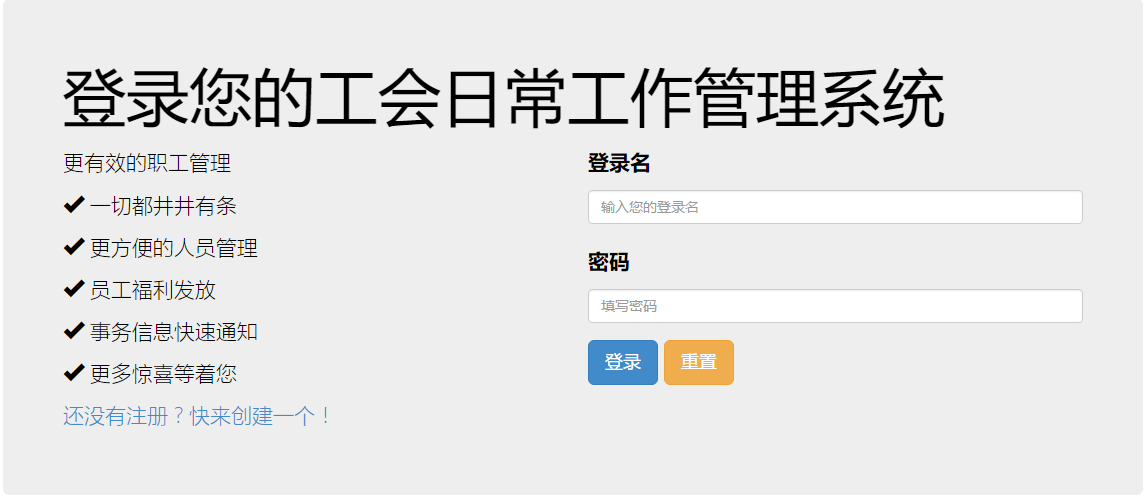 登录您的工会日常工作管理系统
更有效的职工管理
✔ 一切都井井有条
✔ 更方便的人员管理
✔ 员工福利发放
✔ 事务信息快速通知
✔ 更多惊喜等着您
还没有注册？快来创建一个！
登录名
输入您的登录名
密码
填写密码
登录 重置